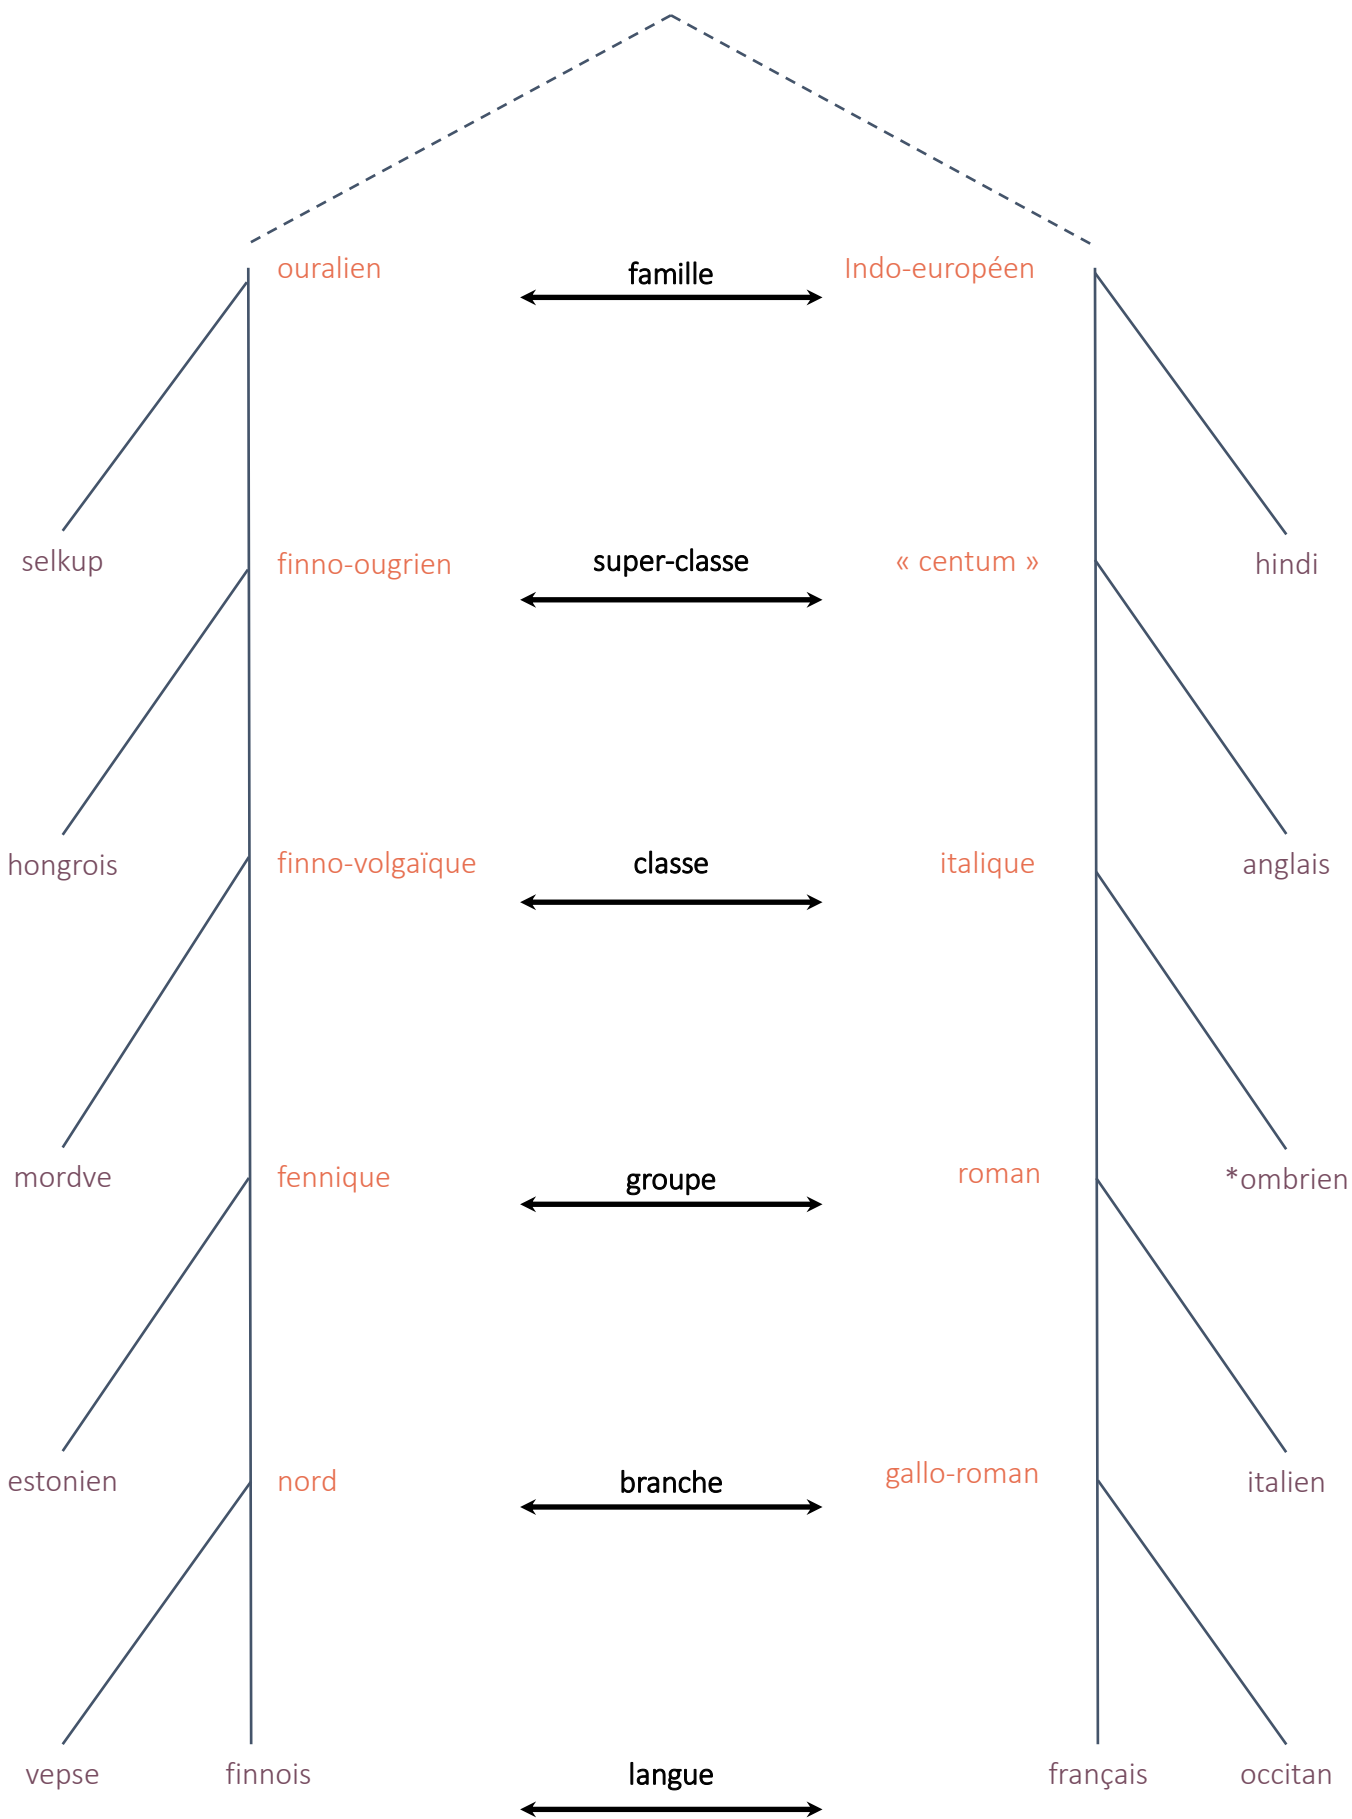 ouralien famille Indo-européen
selkup finno-ougrien super-classe « centum » hindi
hongrois finno-volgaïque classe italique anglais
mordve fennique groupe roman *ombrien
estonien nord branche gallo-roman italien
vepse finnois langue français occitan